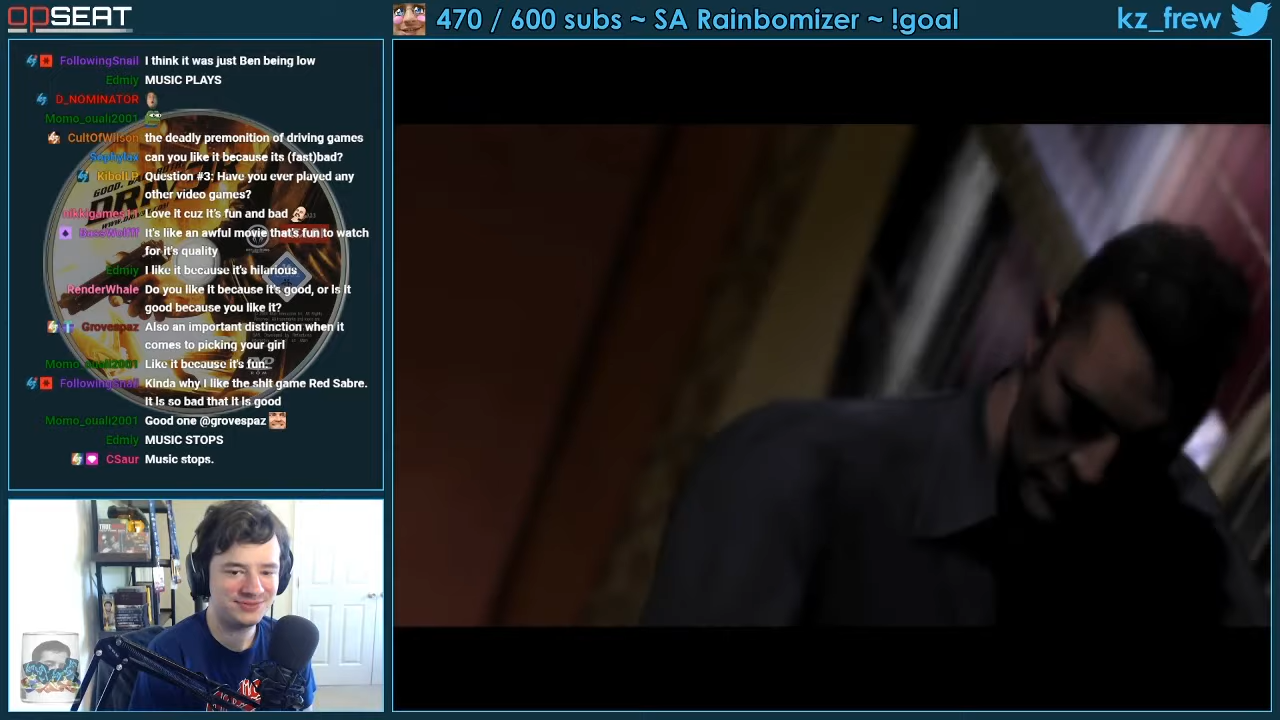 OPSEAT
470 / 600 subs ~ SA Rainbomizer ~ !goal
kz_frew
FollowingSnail I think it was just Ben being low
Edmiy MUSIC PLAYS
D_NOMINATOR
Momo_ouali2001
CultOfWilson the deadly premonition of driving games
can you like it because its (fast)bad?
KibolLP Question #3: Have you ever played any
other video games?
Love it cuz it's fun and bad
BassWolfff It's like an awful movie that's fun to watch
for it's quality
Edmiy I like it because it's hilarious
RenderWhale Do you like it because it's good, or is it
good because you like it?
Grovespaz Also an important distinction when it
comes to picking your girl
Momo_ouali2001 Like it because it's fun.
FollowingSnail Kinda why I like the shit game Red Sabre.
It is so bad that it is good
Momo_ouali2001 Good one @grovespaz
Edmiy MUSIC STOPS
CSaur Music stops.